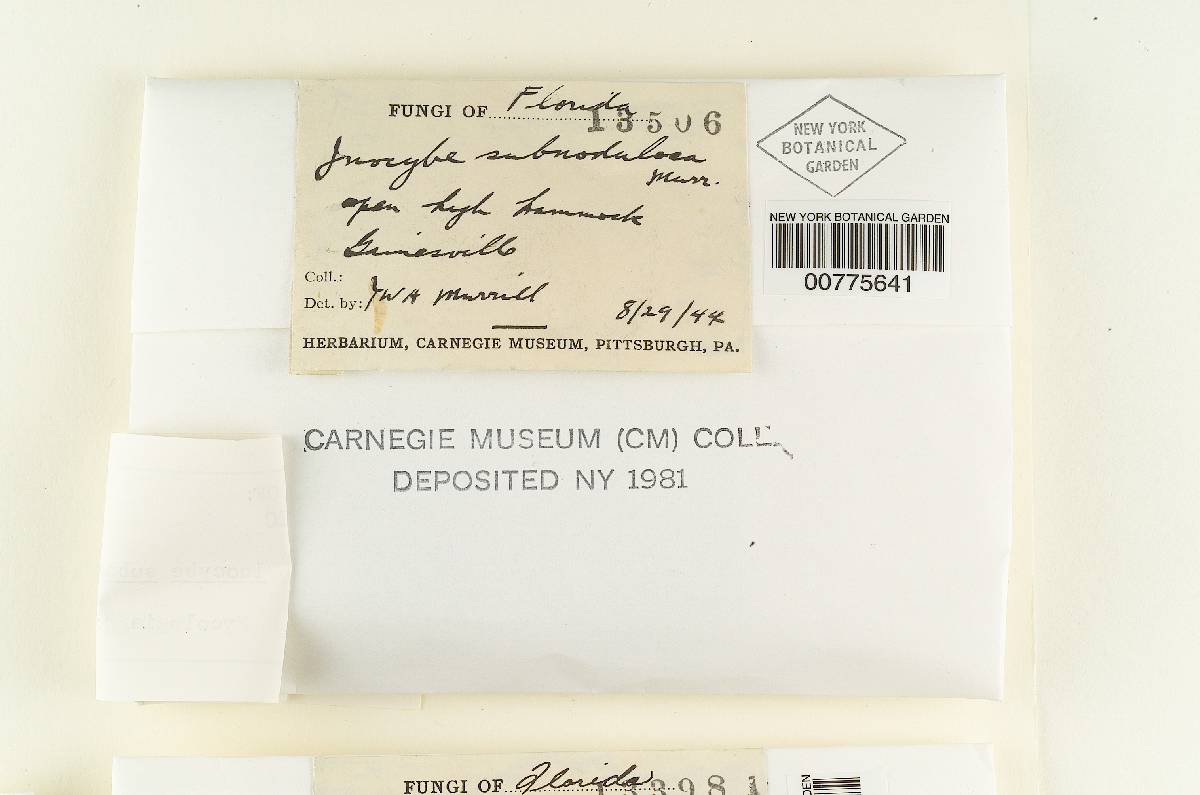 FUNGI OF Florida
13506
Inocybe subnodulosa
Murr.
open high hammock
Gainesville
Coll.:
Det. by: WA Murrill
8/29/44
HERBARIUM, CARNEGIE MUSEUM, PITTSBURGH, PA.
NEW YORK
BOTANICAL
GARDEN
NEW YORK BOTANICAL GARDEN
00775641
CARNEGIE MUSEUM (CM) COLL.
DEPOSITED NY 1981
FUNGI OF Florida